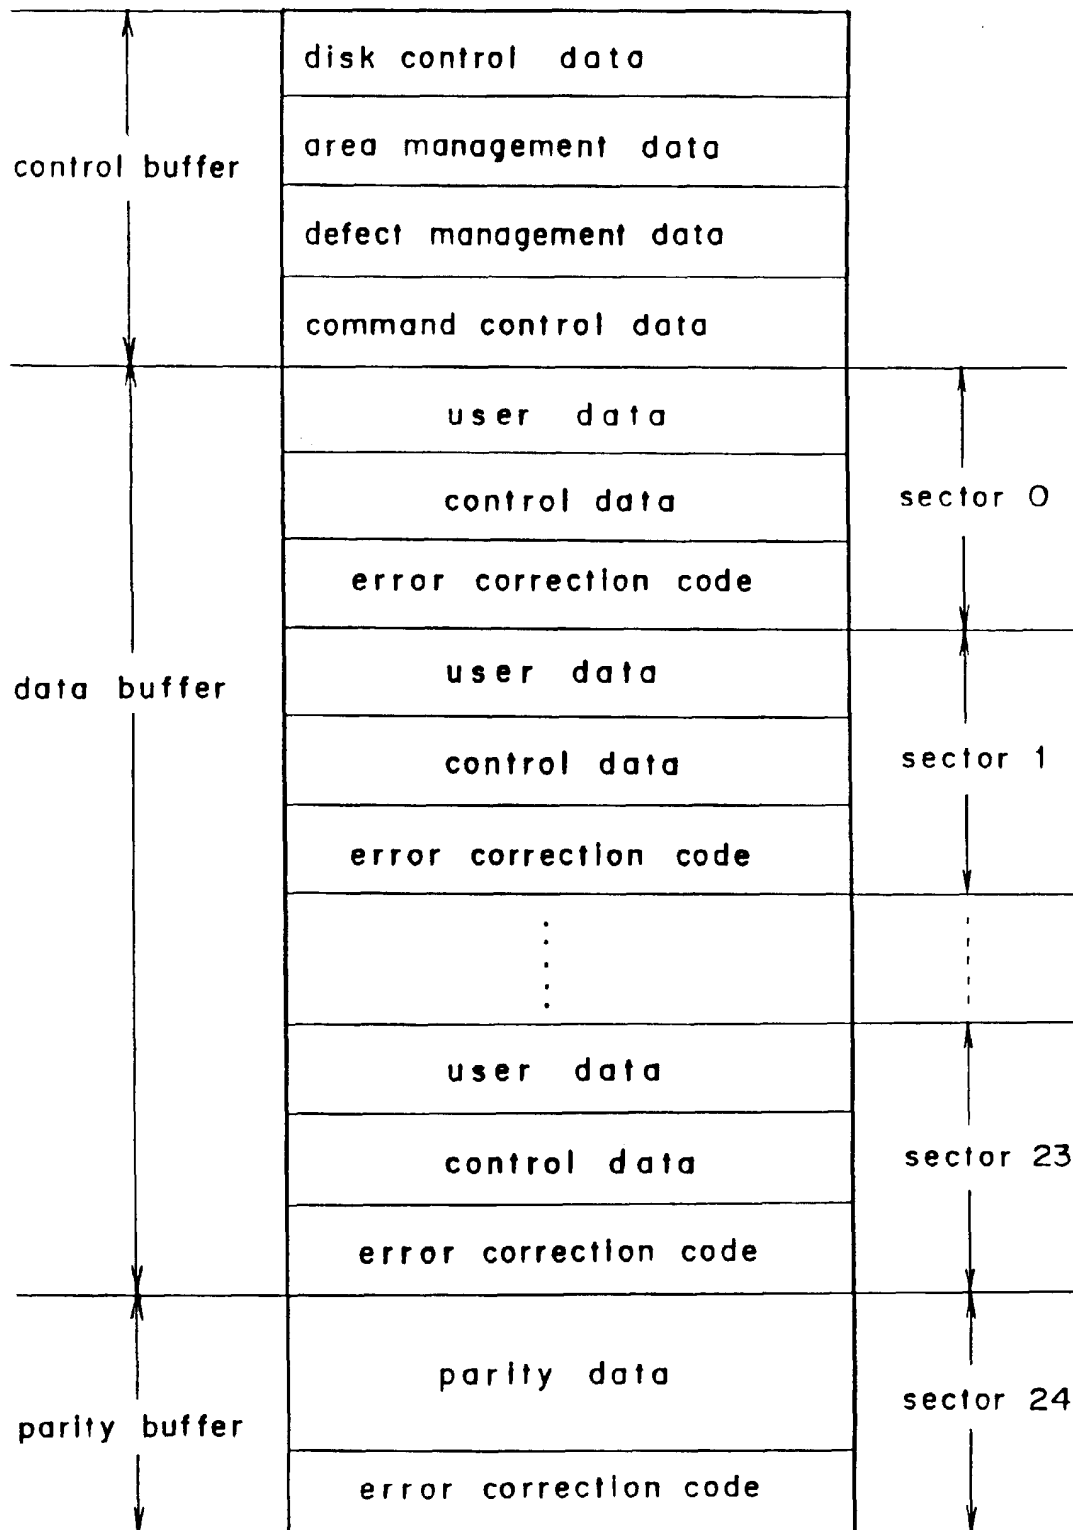 disk control data
area management data
control buffer
defect management data
command control data
user data
control data
sector 0
error correction code
user data
data buffer
control data
sector 1
error correction code
user data
control data
sector 23
error correction code
parity data
sector 24
parity buffer
error correction code